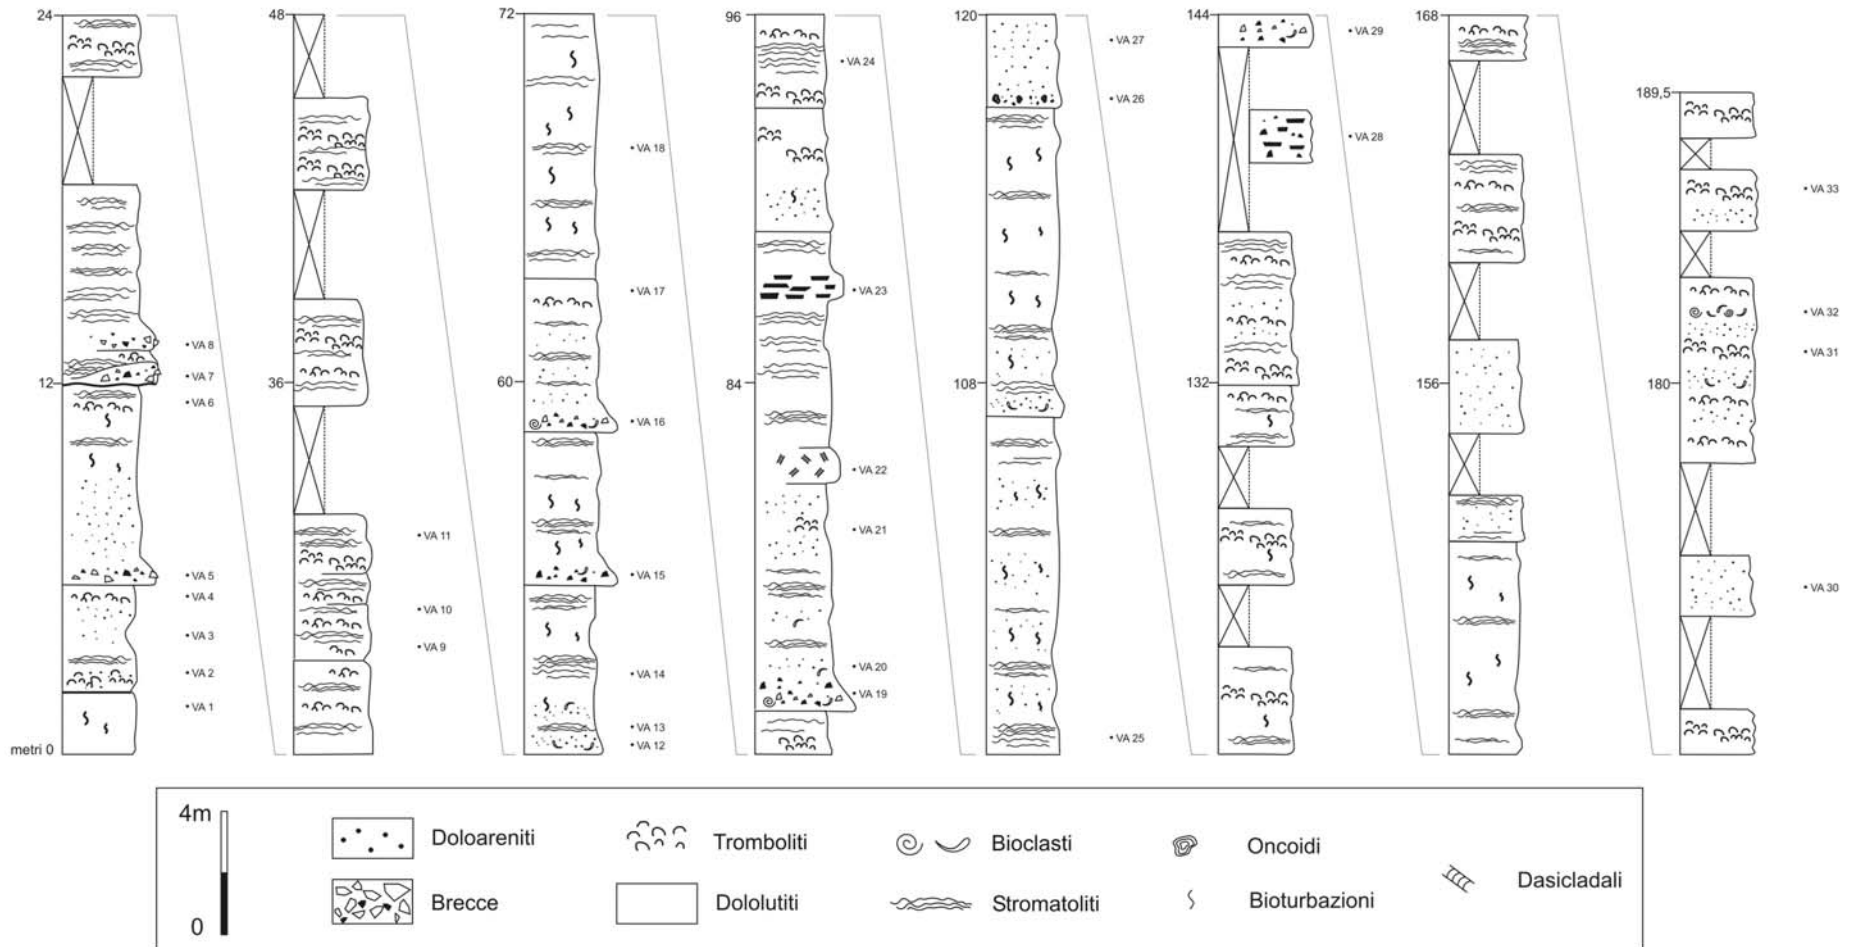 24
VA 8
VA 7
12
VA 6
VA 5
VA 4
VA 3
VA 2
VA 1
metri 0
48
36
VA 11
VA 10
VA 9
72
VA 18
VA 17
60
VA 16
VA 15
VA 14
VA 13
VA 12
96
VA 24
VA 23
84
VA 22
VA 21
VA 20
VA 19
120
VA 27
VA 26
108
VA 25
144
VA 29
VA 28
132
168
156
189,5
VA 33
VA 32
VA 31
180
VA 30
4m
0
Doloareniti
Tromboliti
Bioclasti
Oncoidi
Dasicladali
Brecce
Dololutiti
Stromatoliti
Bioturbazioni